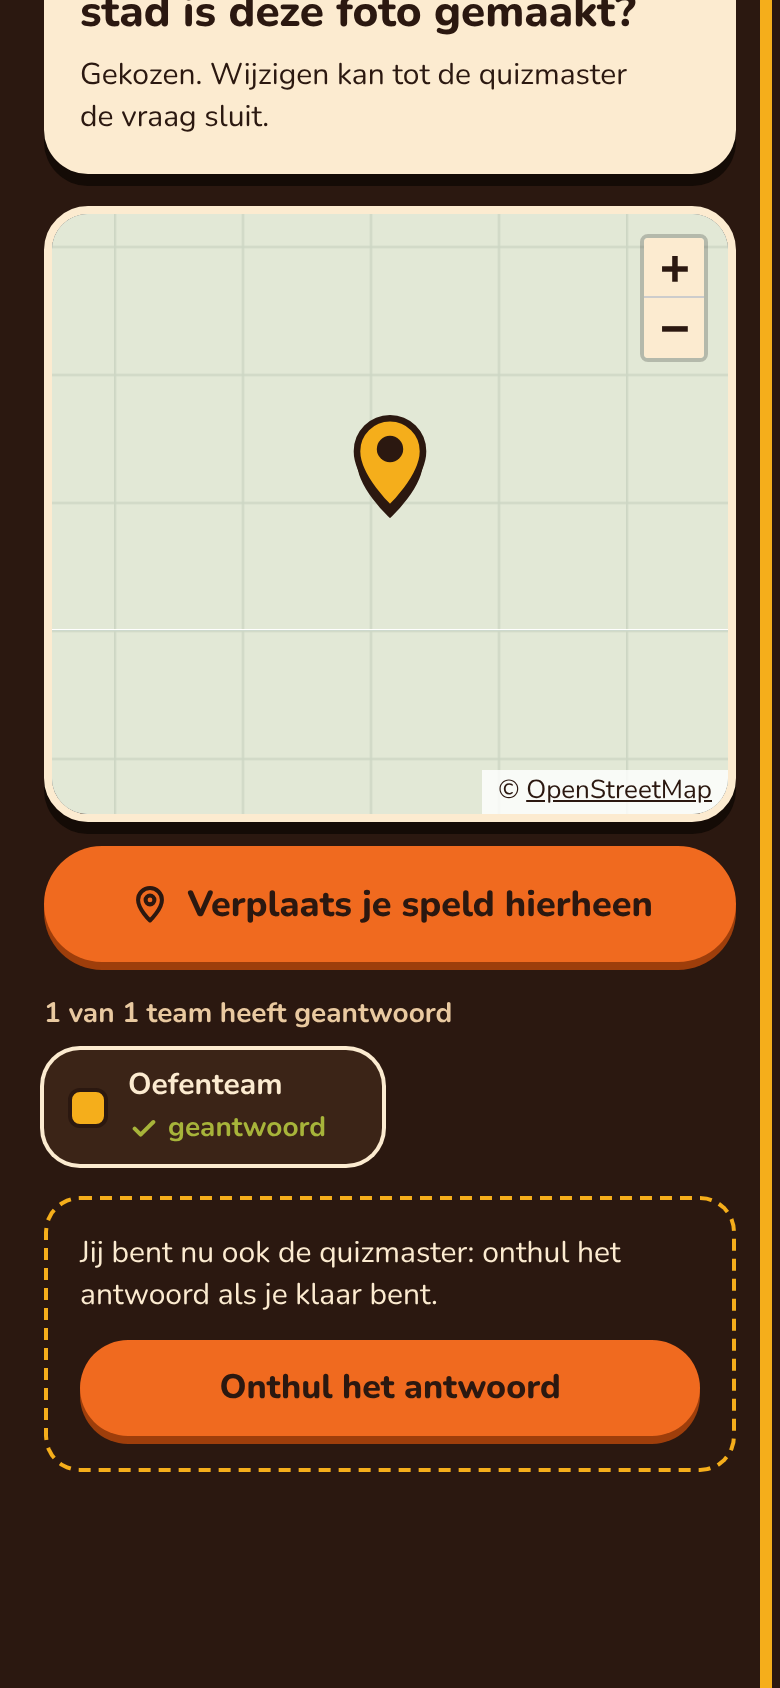 stad is deze foto gemaakt?
Gekozen. Wijzigen kan tot de quizmaster
de vraag sluit.
+
−
© OpenStreetMap
Verplaats je speld hierheen
1 van 1 team heeft geantwoord
Oefenteam
geantwoord
Jij bent nu ook de quizmaster: onthul het
antwoord als je klaar bent.
Onthul het antwoord